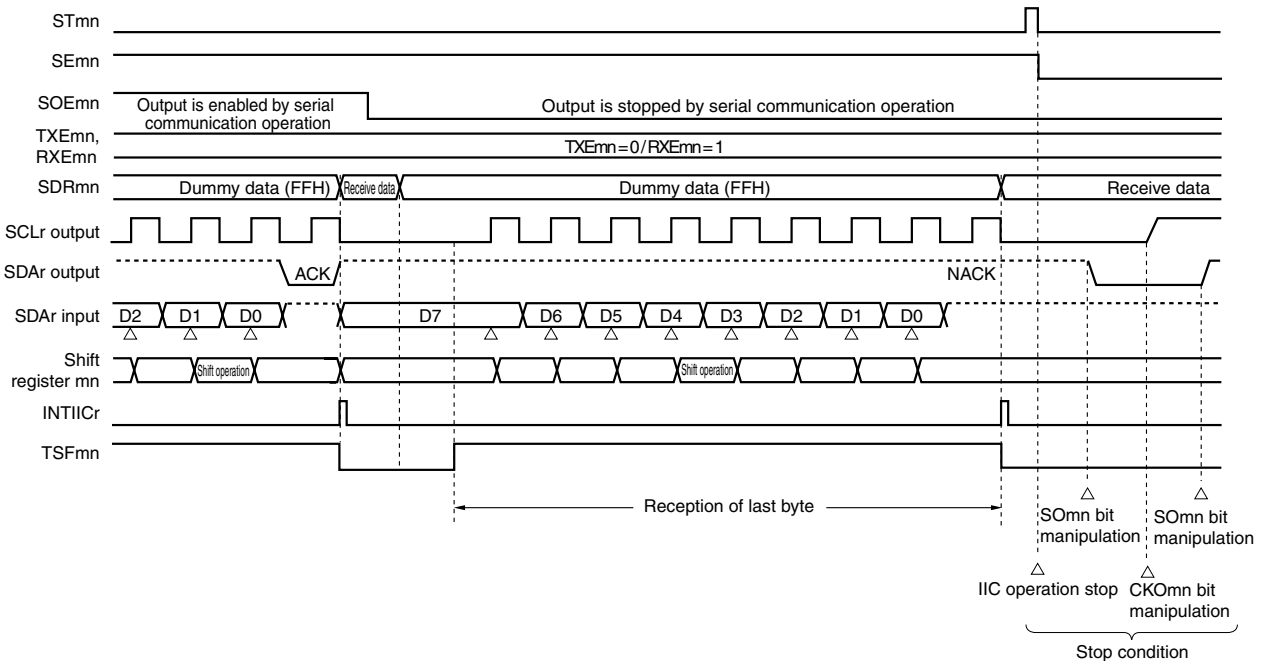 STmn
SEmn
SOEmn
Output is enabled by serial
communication operation
Output is stopped by serial communication operation
TXEmn,
RXEmn
TXEmn=0/RXEmn=1
SDRmn
Dummy data (FFH)
Receive data
Dummy data (FFH)
Receive data
SCLr output
SDAr output
ACK
NACK
SDAr input
D2
D1
D0
D7
D6
D5
D4
D3
D2
D1
D0
Shift
register mn
Shift operation
Shift operation
INTIICr
TSFmn
Reception of last byte
SOmn bit
manipulation
SOmn bit
manipulation
IIC operation stop
CKOmn bit
manipulation
Stop condition